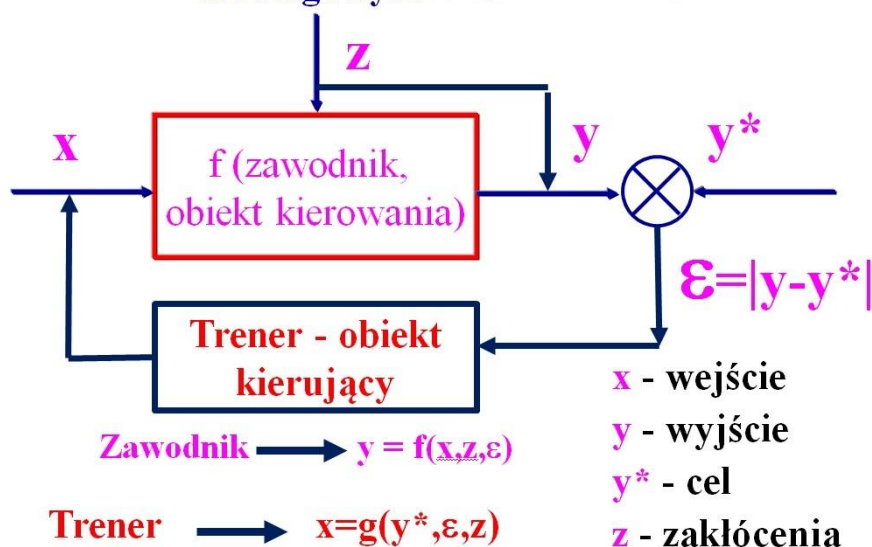 z
x
f (zawodnik,
obiekt kierowania)
y
y*
ε=|y-y*|
Trener - obiekt
kierujący
x - wejście
y - wyjście
y* - cel
z - zakłócenia
Zawodnik y = f(x,z,ε)
Trener x=g(y*,ε,z)